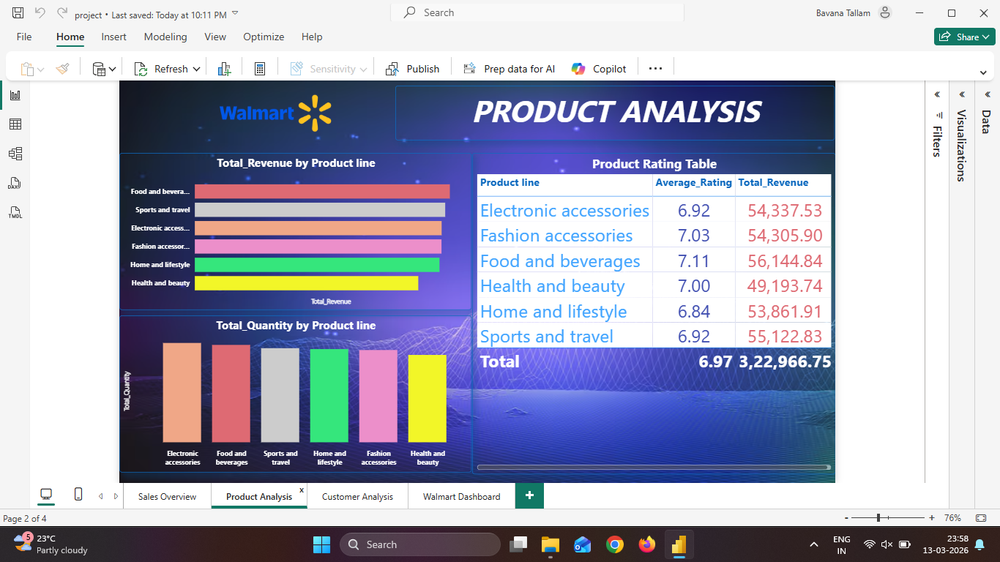 project • Last saved: Today at 10:11 PM
Search
Bavana Tallam
File Home Insert Modeling View Optimize Help
Share
Refresh
Sensitivity
Publish
Prep data for AI
Copilot
Walmart
PRODUCT ANALYSIS
Total_Revenue by Product line
Food and bevera...
Sports and travel
Electronic access...
Fashion accessor...
Home and lifestyle
Health and beauty
Total_Revenue
Total_Quantity by Product line
Total_Quantity
Electronic accessories
Food and beverages
Sports and travel
Home and lifestyle
Fashion accessories
Health and beauty
Product Rating Table
Product line Average_Rating Total_Revenue
Electronic accessories 6.92 54,337.53
Fashion accessories 7.03 54,305.90
Food and beverages 7.11 56,144.84
Health and beauty 7.00 49,193.74
Home and lifestyle 6.84 53,861.91
Sports and travel 6.92 55,122.83
Total 6.97 3,22,966.75
Filters
Visualizations
Data
DAX
TMDL
Sales Overview
Product Analysis x
Customer Analysis
Walmart Dashboard
+
Page 2 of 4
- + 76%
5
23°C
Partly cloudy
Search
ENG
IN
23:58
13-03-2026